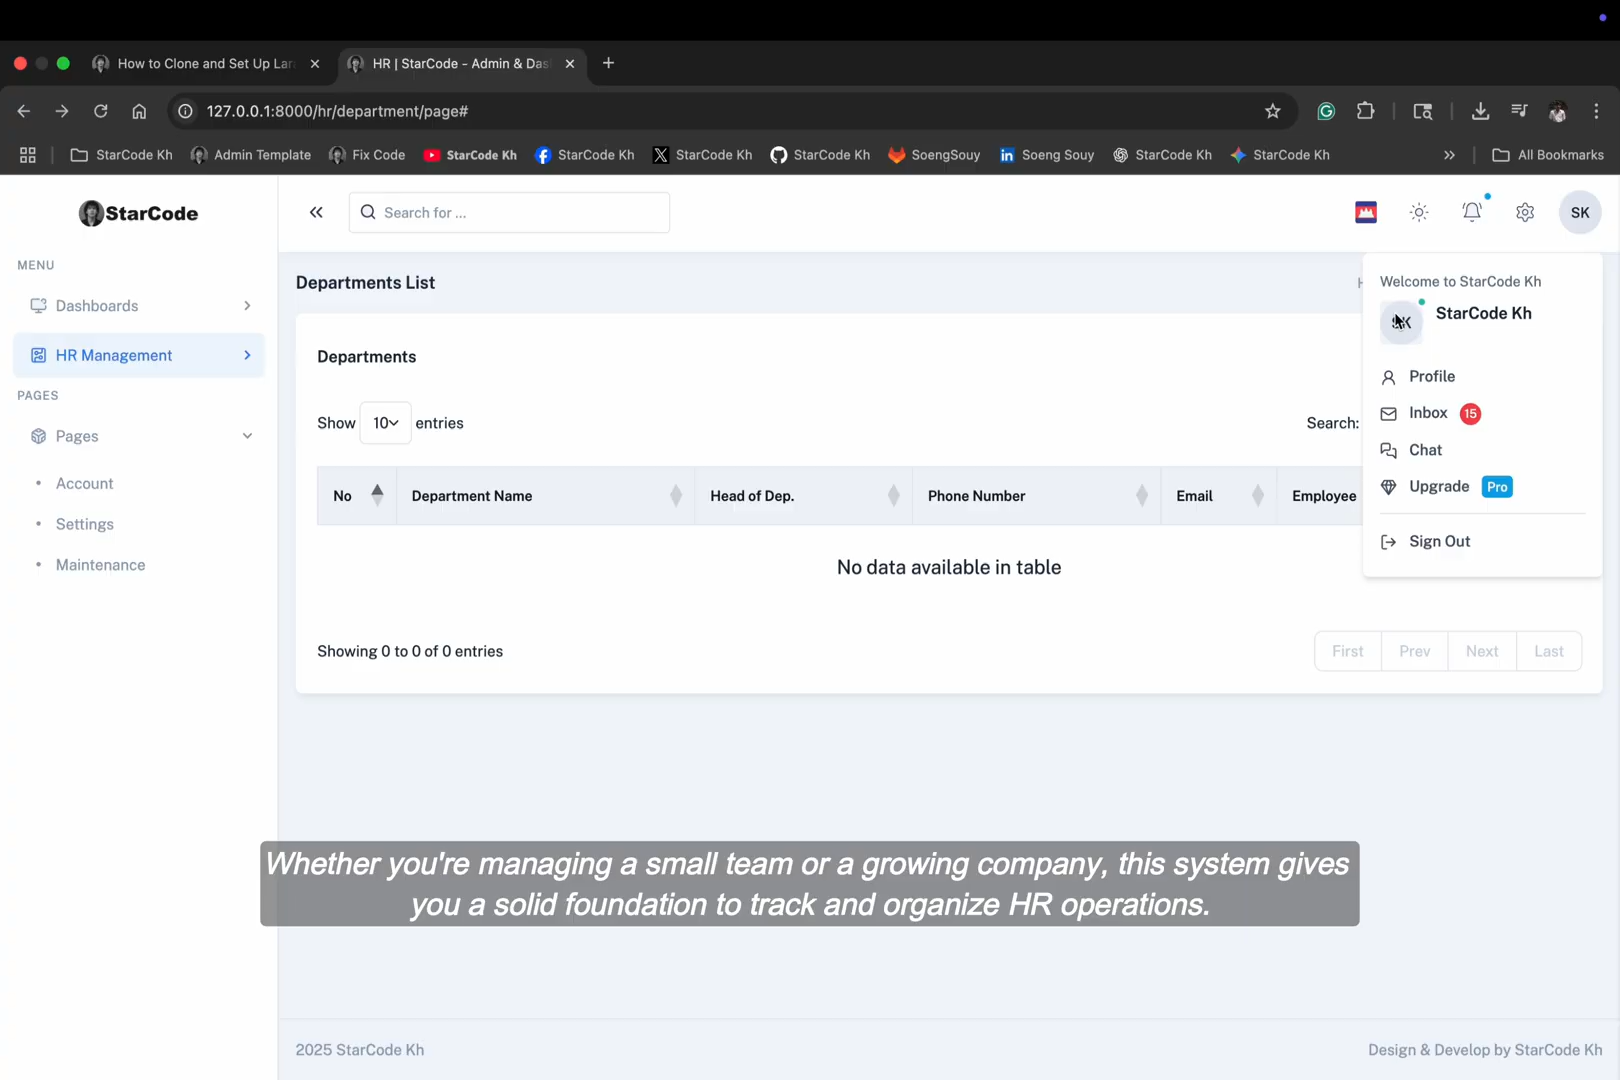 How to Clone and Set Up Lar
HR | StarCode - Admin & Das
127.0.0.1:8000/hr/department/page#
StarCode Kh
Admin Template
Fix Code
StarCode Kh
StarCode Kh
StarCode Kh
StarCode Kh
SoengSouy
Soeng Souy
StarCode Kh
StarCode Kh
All Bookmarks
StarCode
Search for ...
SK
MENU
Dashboards
HR Management
PAGES
Pages
Account
Settings
Maintenance
Departments List
Welcome to StarCode Kh
StarCode Kh
Profile
Inbox 15
Chat
Upgrade Pro
Sign Out
Departments
Show 10 entries
Search:
No Department Name Head of Dep. Phone Number Email Employee
No data available in table
Showing 0 to 0 of 0 entries
First Prev Next Last
Whether you're managing a small team or a growing company, this system gives
you a solid foundation to track and organize HR operations.
2025 StarCode Kh
Design & Develop by StarCode Kh